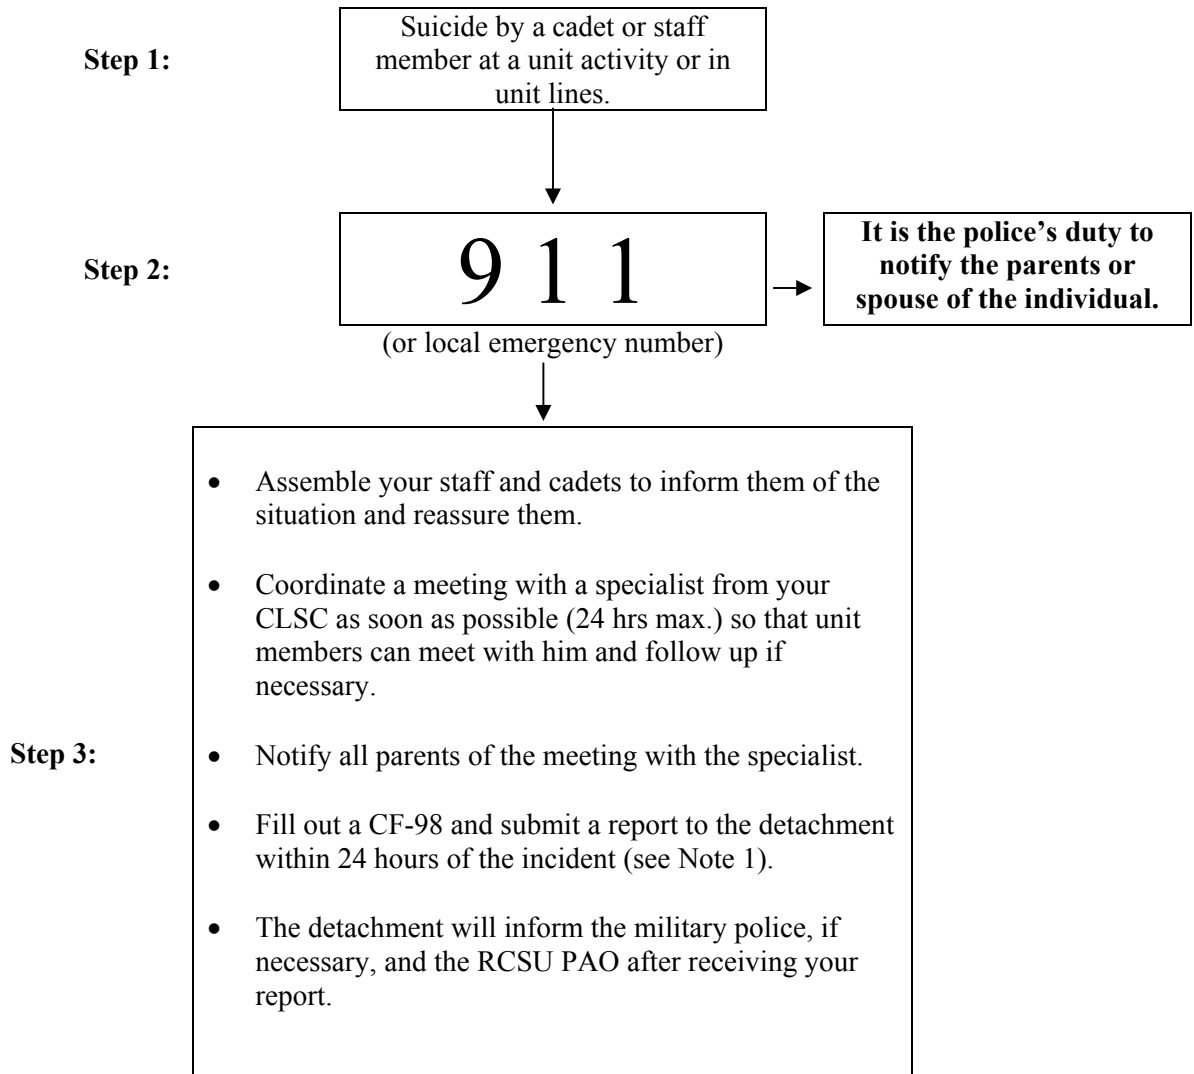 Step 1:
Suicide by a cadet or staff
member at a unit activity or in
unit lines.
Step 2:
9 1 1
(or local emergency number)
It is the police’s duty to
notify the parents or
spouse of the individual.
Step 3:
• Assemble your staff and cadets to inform them of the
situation and reassure them.
• Coordinate a meeting with a specialist from your
CLSC as soon as possible (24 hrs max.) so that unit
members can meet with him and follow up if
necessary.
• Notify all parents of the meeting with the specialist.
• Fill out a CF-98 and submit a report to the detachment
within 24 hours of the incident (see Note 1).
• The detachment will inform the military police, if
necessary, and the RCSU PAO after receiving your
report.